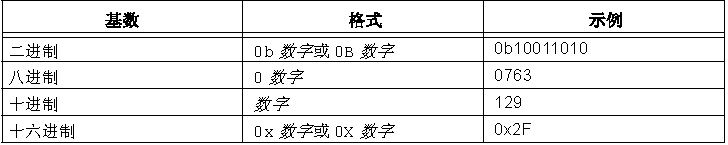 基数 格式 示例
二进制 0b 数字或 0B 数字 0b10011010
八进制 0 数字 0763
十进制 数字 129
十六进制 0x 数字或 0X 数字 0x2F